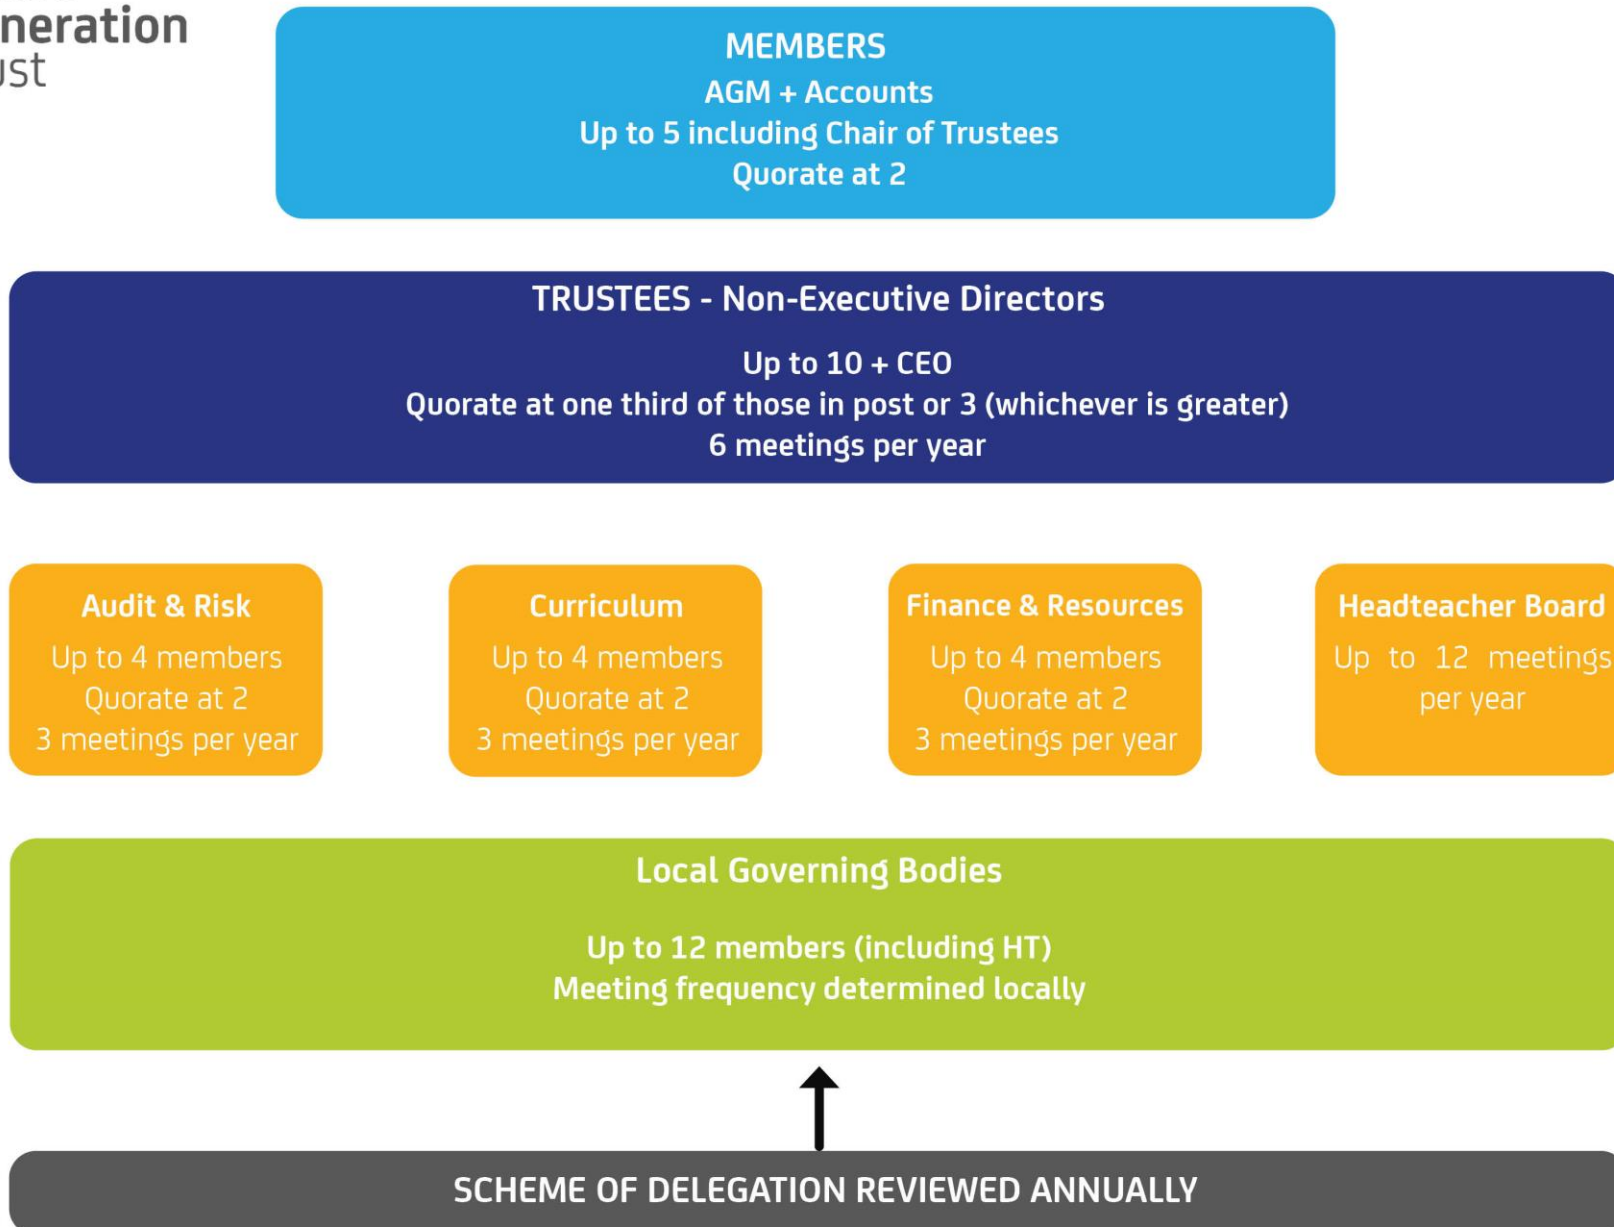 neration
ust
MEMBERS
AGM + Accounts
Up to 5 including Chair of Trustees
Quorate at 2
TRUSTEES - Non-Executive Directors
Up to 10 + CEO
Quorate at one third of those in post or 3 (whichever is greater)
6 meetings per year
Audit & Risk
Up to 4 members
Quorate at 2
3 meetings per year
Curriculum
Up to 4 members
Quorate at 2
3 meetings per year
Finance & Resources
Up to 4 members
Quorate at 2
3 meetings per year
Headteacher Board
Up to 12 meetings
per year
Local Governing Bodies
Up to 12 members (including HT)
Meeting frequency determined locally
SCHEME OF DELEGATION REVIEWED ANNUALLY